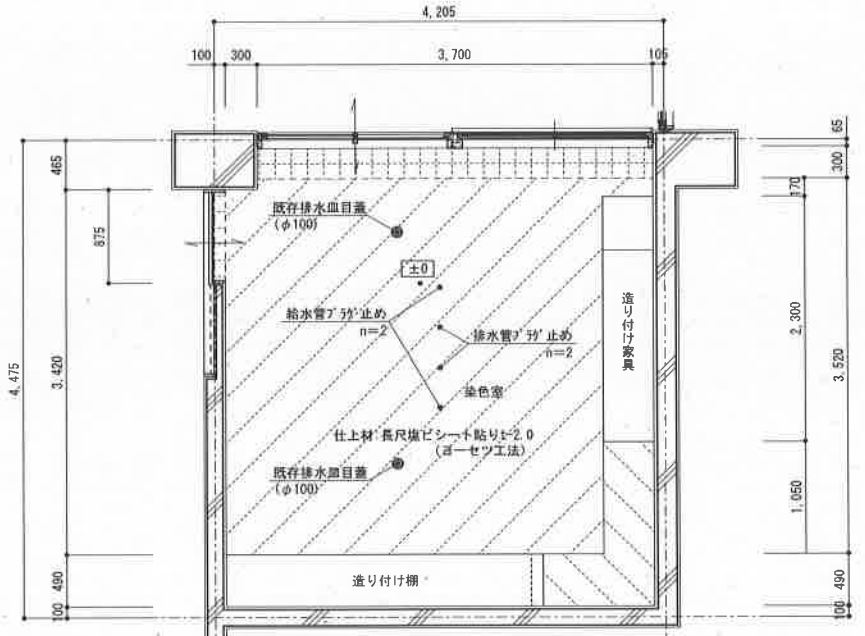 4,205
100
300
3,700
105
465
875
3,420
4,475
490
100
65
300
170
2,300
3,520
1,050
490
100
既存排水皿目蓋
(φ100)
±0
給水管プラグ止め
n=2
排水管プラグ止め
n=2
染色室
仕上材 長尺塩ビシート貼りt-2.0
(ヨーセツ工法)
既存排水皿目蓋
(φ100)
造り付け家具
造り付け棚